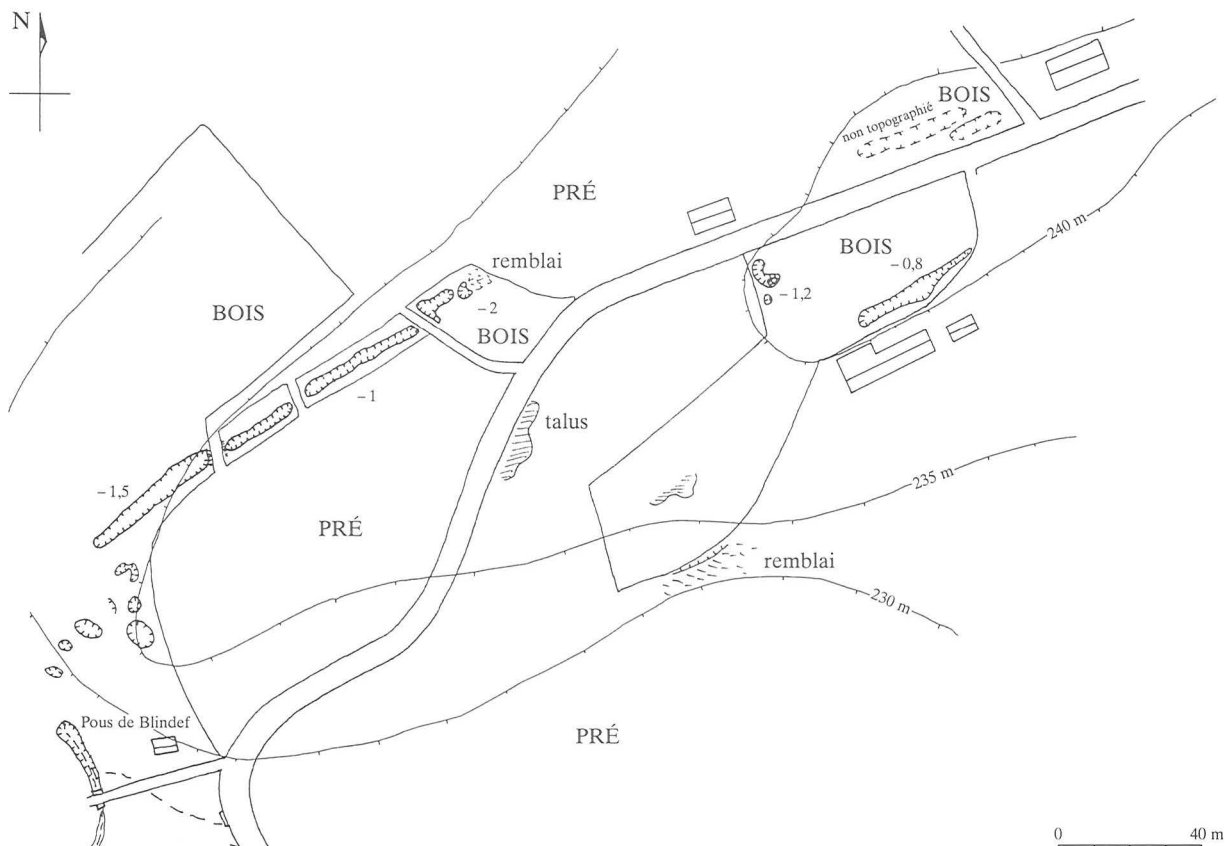 N
BOIS
non topographié
PRÉ
240 m
BOIS
-0,8
remblai
-1,2
-2
BOIS
BOIS
-1
talus
-1,5
235 m
PRÉ
remblai
230 m
Pous de Blindef
PRÉ
0 40 m